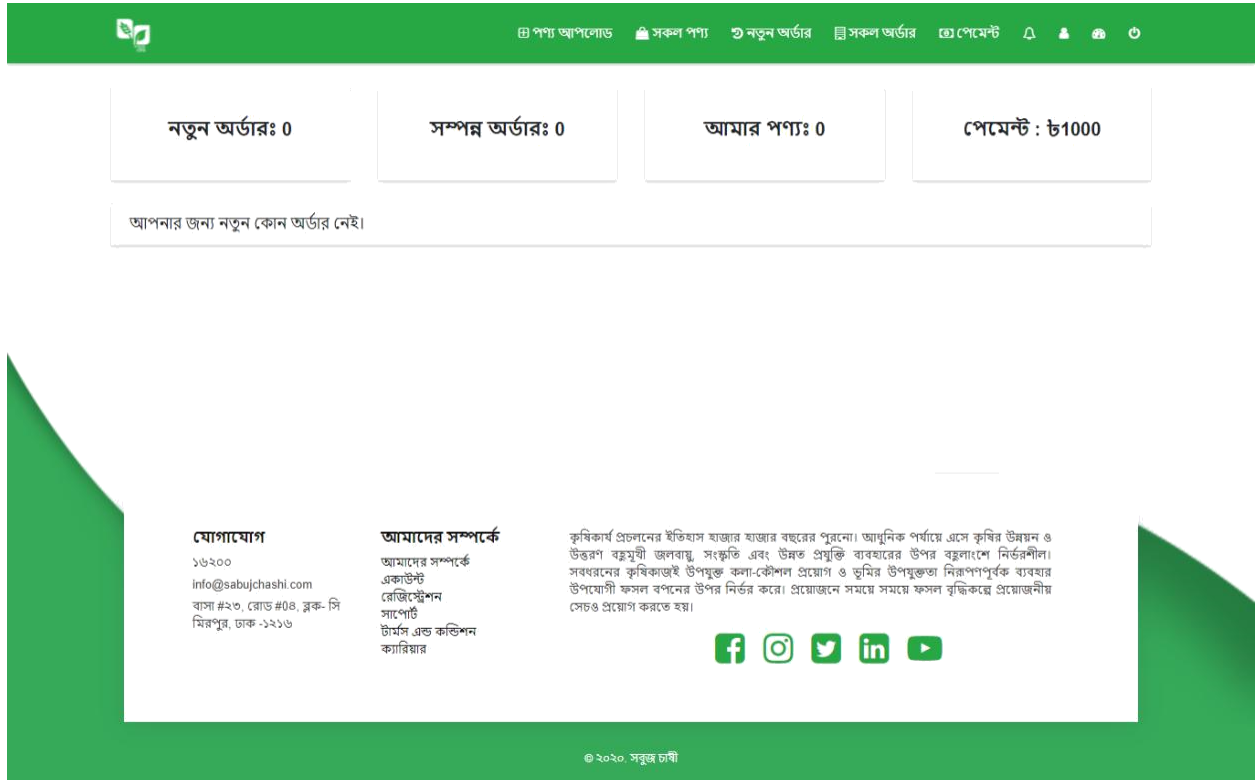 পণ্য আপলোড সকল পণ্য নতুন অর্ডার সকল অর্ডার পেমেন্ট
নতুন অর্ডারঃ 0 সম্পন্ন অর্ডারঃ 0 আমার পণ্যঃ 0 পেমেন্ট : ৳1000
আপনার জন্য নতুন কোন অর্ডার নেই।
যোগাযোগ
১৬২০০
info@sabujchashi.com
বাসা #২৩, রোড #0৪, ব্লক- সি
মিরপুর, ঢাক -১২১৬
আমাদের সম্পর্কে
আমাদের সম্পর্কে
একাউন্ট
রেজিস্ট্রেশন
সাপোর্ট
টার্মস এন্ড কন্ডিশন
ক্যারিয়ার
কৃষিকার্য প্রচলনের ইতিহাস হাজার হাজার বছরের পুরনো। আধুনিক পর্যায়ে এসে কৃষির উন্নয়ন ও
উত্তরণ বহুমুখী জলবায়ু, সংস্কৃতি এবং উন্নত প্রযুক্তি ব্যবহারের উপর বহুলাংশে নির্ভরশীল।
সবধরনের কৃষিকাজই উপযুক্ত কলা-কৌশল প্রয়োগ ও ভূমির উপযুক্ততা নিরূপণপূর্বক ব্যবহার
উপযোগী ফসল বপনের উপর নির্ভর করে। প্রয়োজনে সময়ে সময়ে ফসল বৃদ্ধিকল্পে প্রয়োজনীয়
সেচও প্রয়োগ করতে হয়।
© ২০২০. সবুজ চাষী